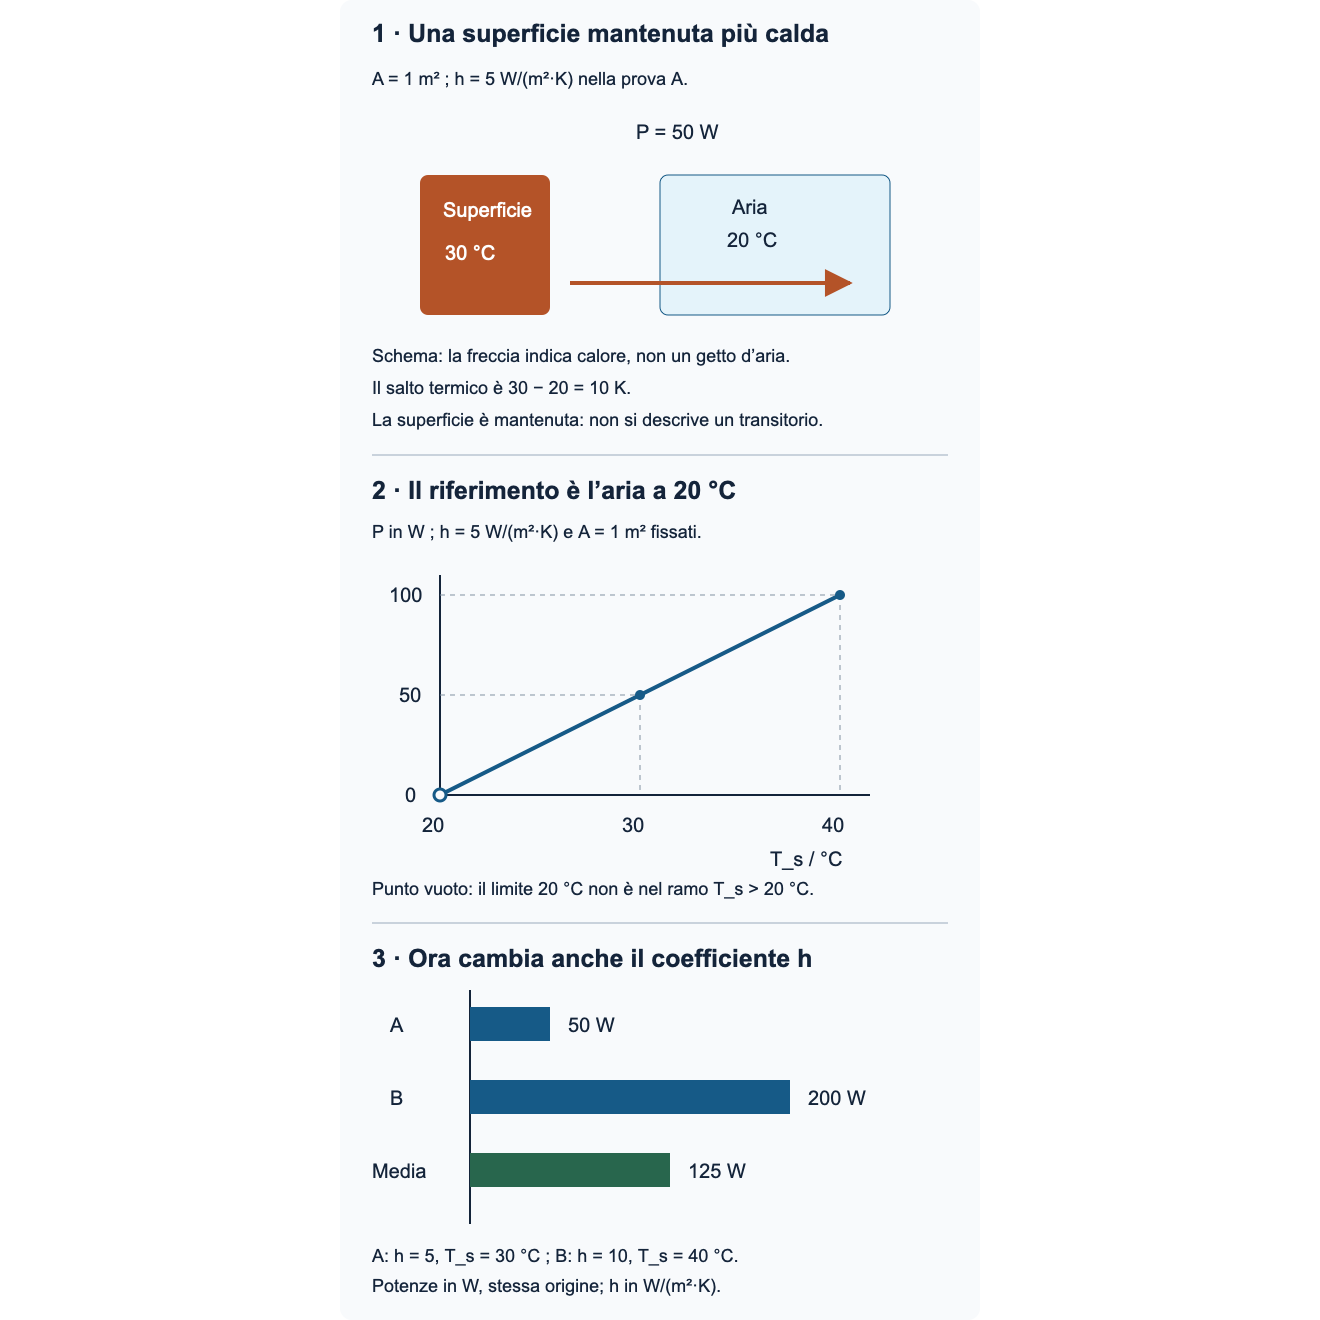 1 · Una superficie mantenuta più calda
A = 1 m² ; h = 5 W/(m²·K) nella prova A.
P = 50 W
Superficie
30 °C
Aria
20 °C
Schema: la freccia indica calore, non un getto d’aria.
Il salto termico è 30 − 20 = 10 K.
La superficie è mantenuta: non si descrive un transitorio.
2 · Il riferimento è l’aria a 20 °C
P in W ; h = 5 W/(m²·K) e A = 1 m² fissati.
100
50
0
20
30
40
T_s / °C
Punto vuoto: il limite 20 °C non è nel ramo T_s > 20 °C.
3 · Ora cambia anche il coefficiente h
A
50 W
B
200 W
Media
125 W
A: h = 5, T_s = 30 °C ; B: h = 10, T_s = 40 °C.
Potenze in W, stessa origine; h in W/(m²·K).